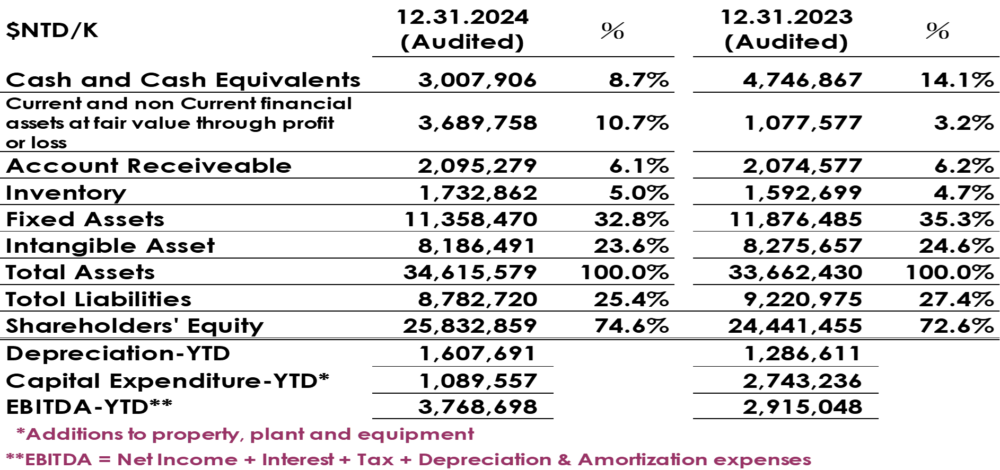 $NTD/K 12.31.2024 (Audited) % 12.31.2023 (Audited) %
Cash and Cash Equivalents 3,007,906 8.7% 4,746,867 14.1%
Current and non Current financial
assets at fair value through profit 3,689,758 10.7% 1,077,577 3.2%
or loss
Account Receiveable 2,095,279 6.1% 2,074,577 6.2%
Inventory 1,732,862 5.0% 1,592,699 4.7%
Fixed Assets 11,358,470 32.8% 11,876,485 35.3%
Intangible Asset 8,186,491 23.6% 8,275,657 24.6%
Total Assets 34,615,579 100.0% 33,662,430 100.0%
Totol Liabilities 8,782,720 25.4% 9,220,975 27.4%
Shareholders' Equity 25,832,859 74.6% 24,441,455 72.6%
Depreciation-YTD 1,607,691 1,286,611
Capital Expenditure-YTD* 1,089,557 2,743,236
EBITDA-YTD** 3,768,698 2,915,048
*Additions to property, plant and equipment
**EBITDA = Net Income + Interest + Tax + Depreciation & Amortization expenses